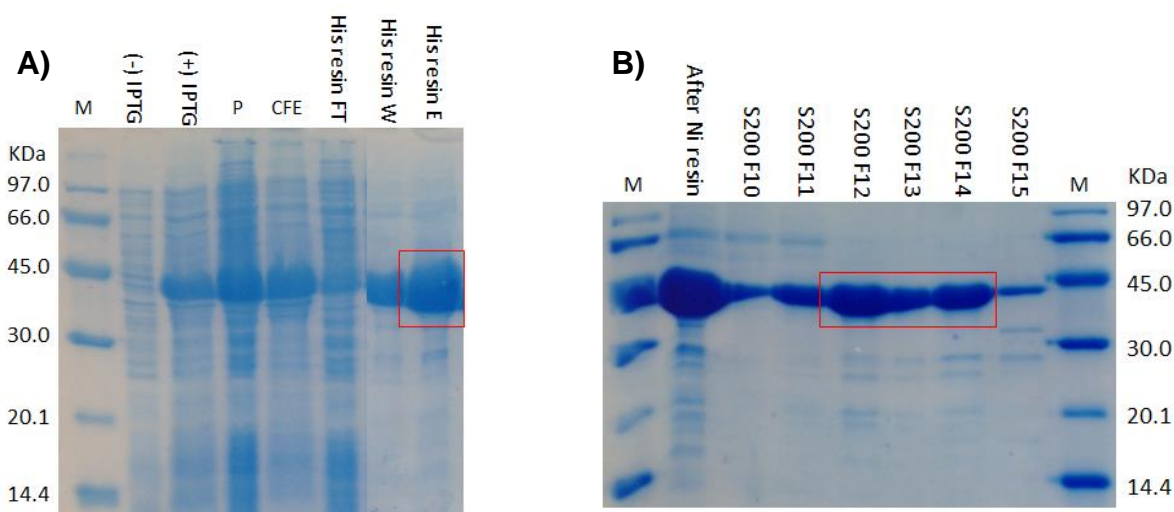 A)
M
(-) IPTG
(+) IPTG
P
CFE
His resin FT
His resin W
His resin E
KDa
97.0
66.0
45.0
30.0
20.1
14.4
B)
M
After Ni resin
S200 F10
S200 F11
S200 F12
S200 F13
S200 F14
S200 F15
M
KDa
97.0
66.0
45.0
30.0
20.1
14.4